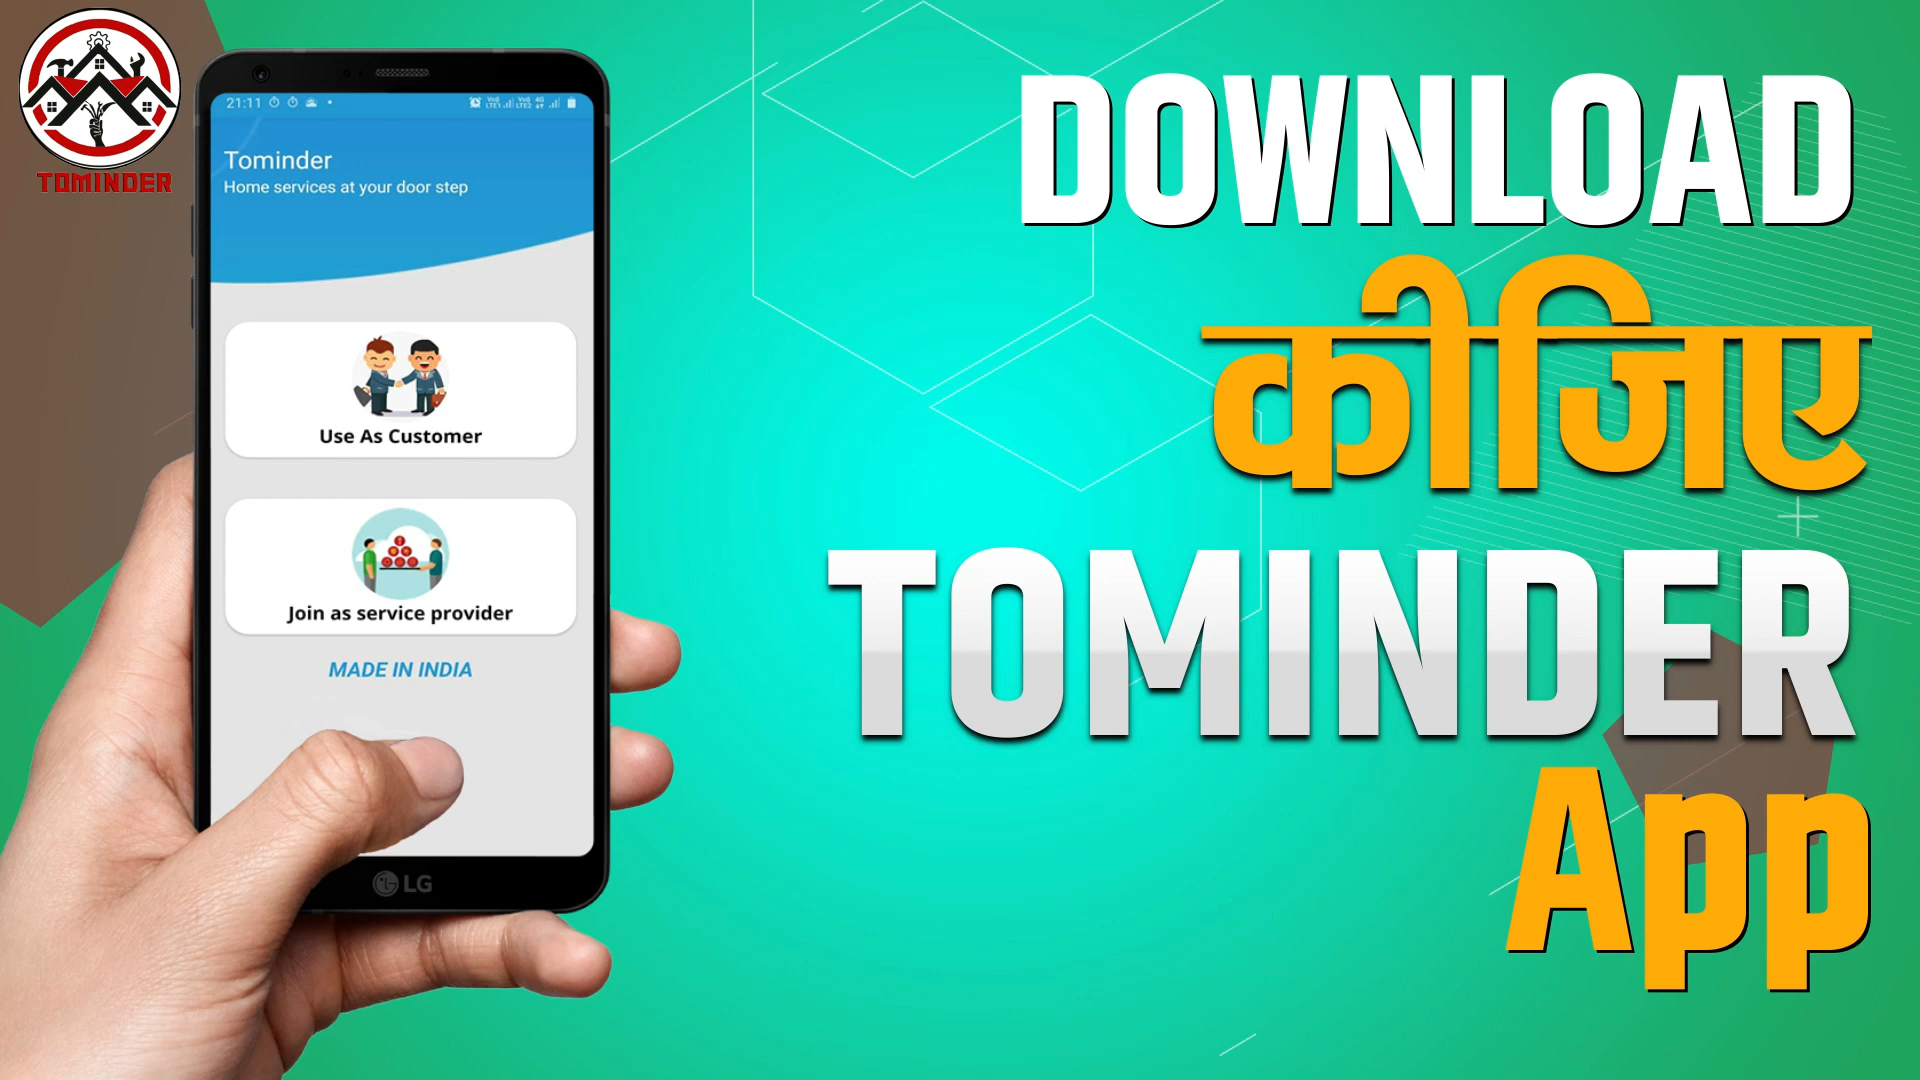 TOMINDER
21:11
Tominder
Home services at your door step
Use As Customer
Join as service provider
MADE IN INDIA
LG
DOWNLOAD
कीजिए
TOMINDER
App